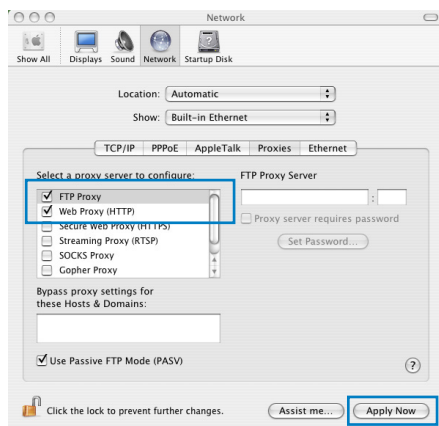 Network
Show All Displays Sound Network Startup Disk
Location: Automatic
Show: Built-in Ethernet
TCP/IP PPPoE AppleTalk Proxies Ethernet
Select a proxy server to configure:
FTP Proxy Server
FTP Proxy
:
Web Proxy (HTTP)
Proxy server requires password
Secure Web Proxy (HTTPS)
Streaming Proxy (RTSP)
Set Password...
SOCKS Proxy
Gopher Proxy
Bypass proxy settings for
these Hosts & Domains:
Use Passive FTP Mode (PASV)
?
Click the lock to prevent further changes.
Assist me...
Apply Now